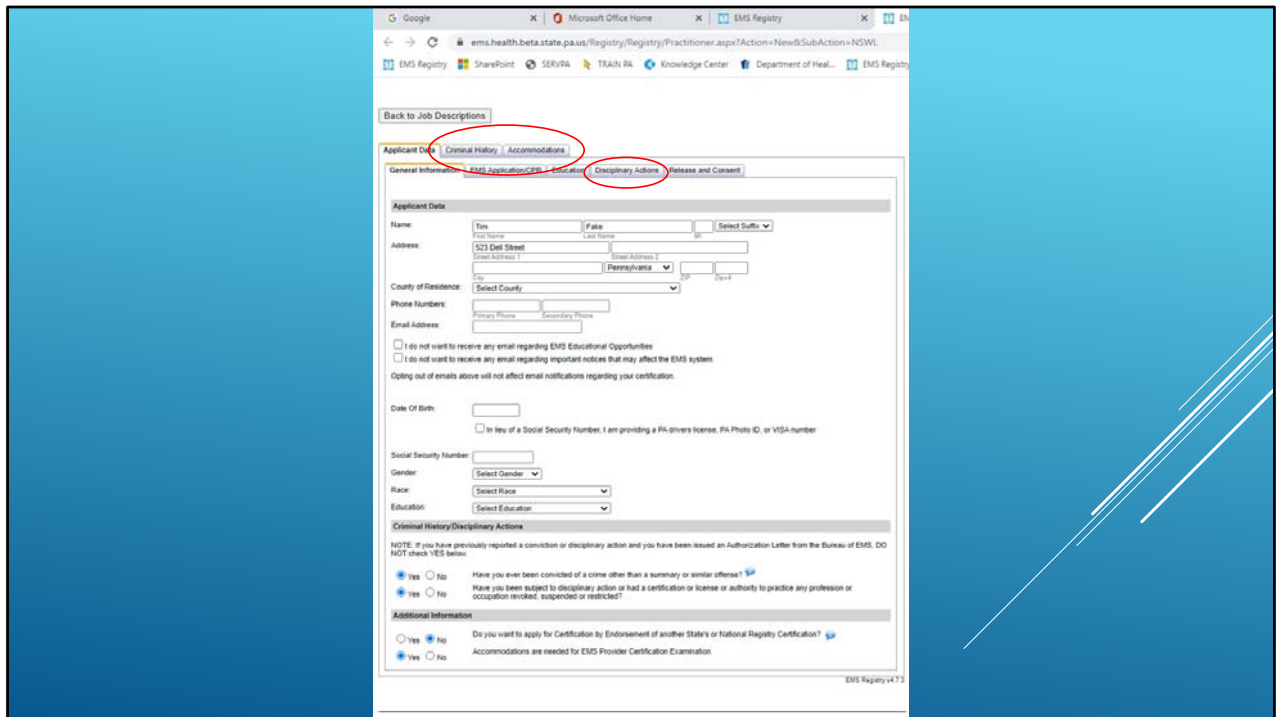 Google Microsoft Office Home EMS Registry
ems.health.beta.state.pa.us/Registry/Registry/Practitioner.aspx?Action=New&SubAction=NSWL
EMS Registry SharePoint SERVPA TRAIN PA Knowledge Center Department of Heal... EMS Registry
Back to Job Descriptions
Applicant Data Criminal History Accommodations
General Information EMS Application/CPR Education Disciplinary Actions Release and Consent
Applicant Data
Name: Tim Fake Select Suffix
First Name Last Name MI
Address: 523 Dell Street
Street Address 1 Street Address 2
Pennsylvania
City ZIP Zip+4
County of Residence: Select County
Phone Numbers:
Primary Phone Secondary Phone
Email Address:
I do not want to receive any email regarding EMS Educational Opportunities
I do not want to receive any email regarding important notices that may affect the EMS system
Opting out of emails above will not affect email notifications regarding your certification.
Date Of Birth:
In lieu of a Social Security Number, I am providing a PA drivers license, PA Photo ID, or VISA number
Social Security Number:
Gender: Select Gender
Race: Select Race
Education: Select Education
Criminal History/Disciplinary Actions
NOTE: If you have previously reported a conviction or disciplinary action and you have been issued an Authorization Letter from the Bureau of EMS, DO
NOT check YES below.
Yes No Have you ever been convicted of a crime other than a summary or similar offense?
Yes No Have you been subject to disciplinary action or had a certification or license or authority to practice any profession or
occupation revoked, suspended or restricted?
Additional Information
Yes No Do you want to apply for Certification by Endorsement of another State's or National Registry Certification?
Yes No Accommodations are needed for EMS Provider Certification Examination
EMS Registry v4.7.3